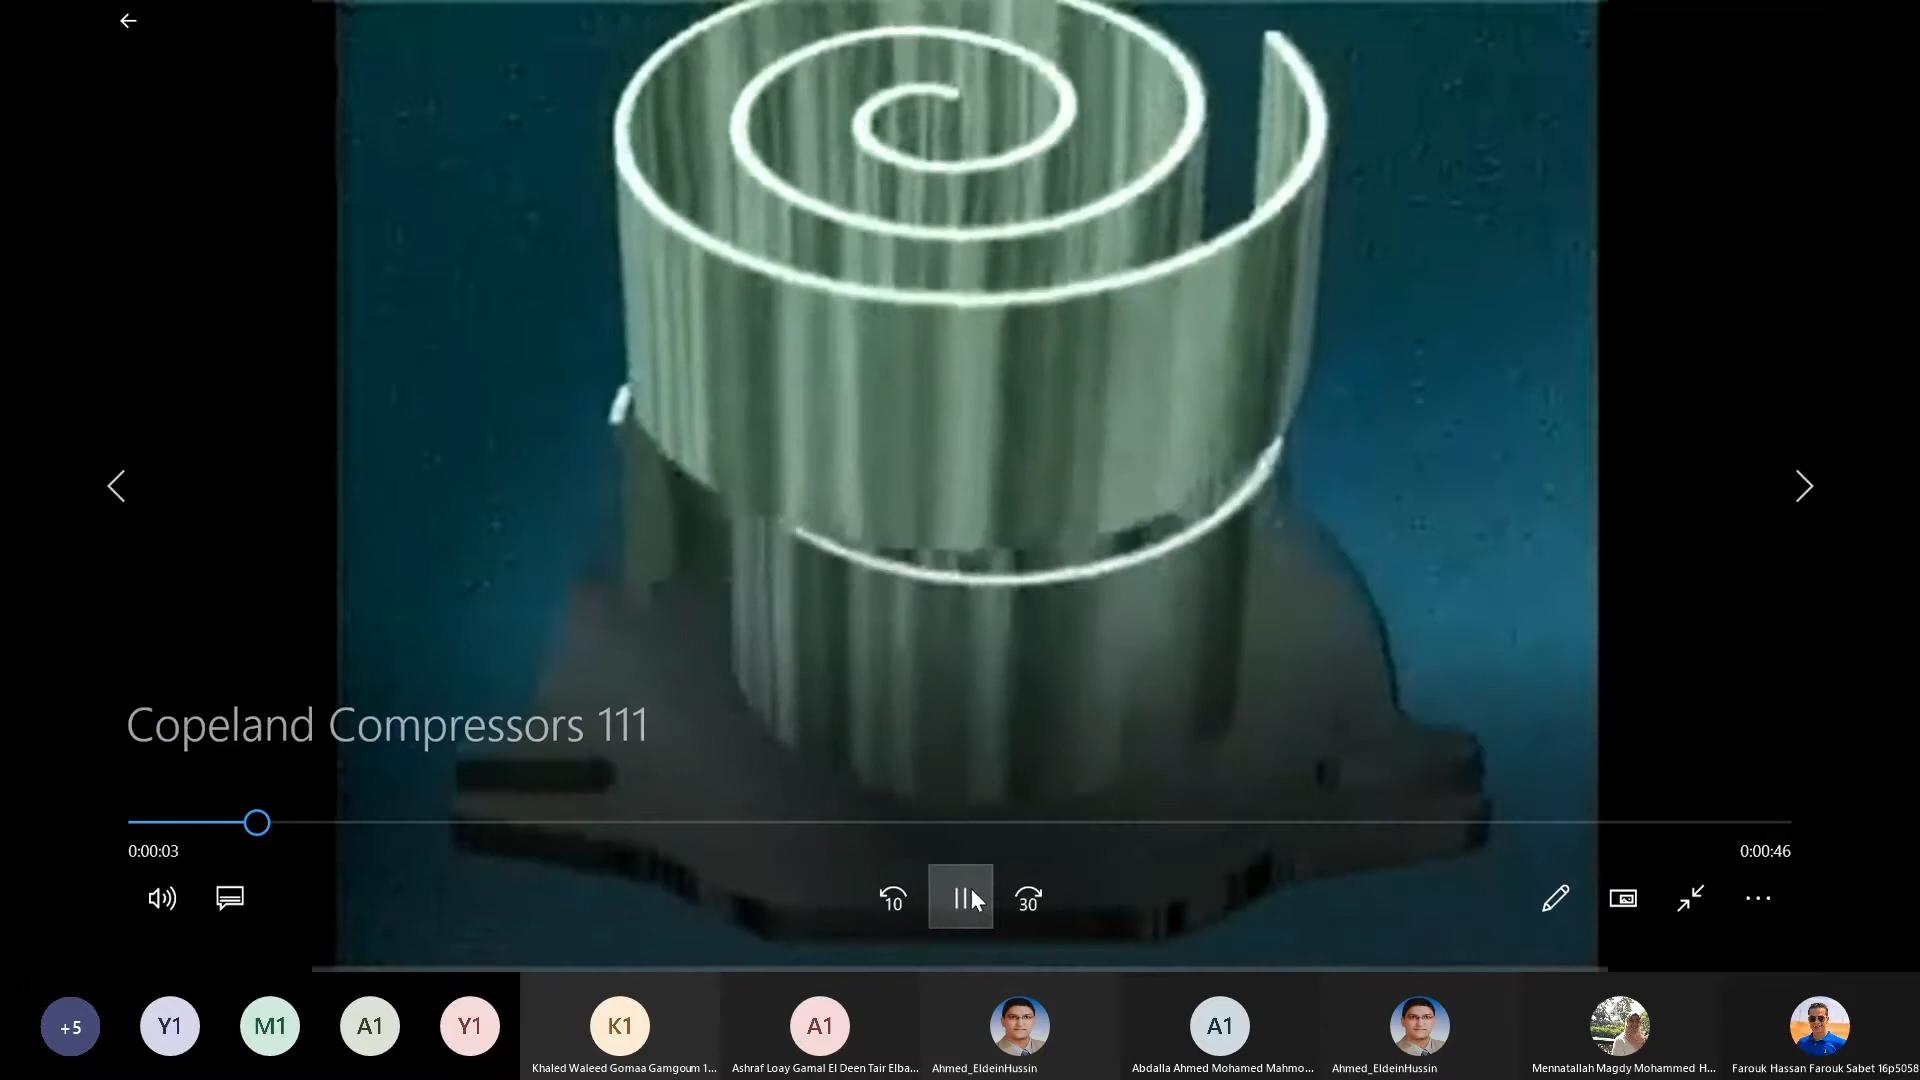 Copeland Compressors 111
0:00:03
0:00:46
10
30
+5
Y1
M1
A1
Y1
K1
A1
A1
Khaled Waleed Gomaa Gamgoum 1...
Ashraf Loay Gamal El Deen Tair Elba...
Ahmed_EldeinHussin
Abdalla Ahmed Mohamed Mahmo...
Ahmed_EldeinHussin
Mennatallah Magdy Mohammed H...
Farouk Hassan Farouk Sabet 16p5058